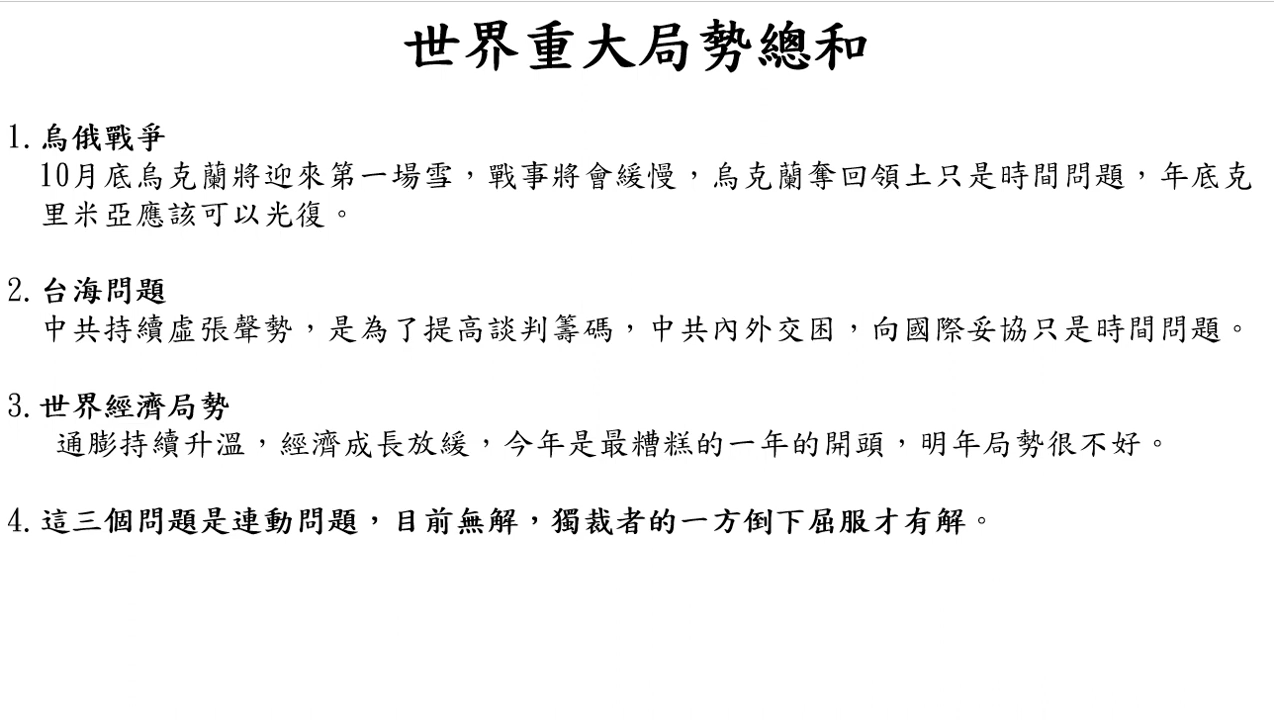 世界重大局勢總和
1. 烏俄戰爭
10月底烏克蘭將迎來第一場雪，戰事將會緩慢，烏克蘭奪回領土只是時間問題，年底克
里米亞應該可以光復。
2. 台海問題
中共持續虛張聲勢，是為了提高談判籌碼，中共內外交困，向國際妥協只是時間問題。
3. 世界經濟局勢
通膨持續升溫，經濟成長放緩，今年是最糟糕的一年的開頭，明年局勢很不好。
4. 這三個問題是連動問題，目前無解，獨裁者的一方倒下屈服才有解。